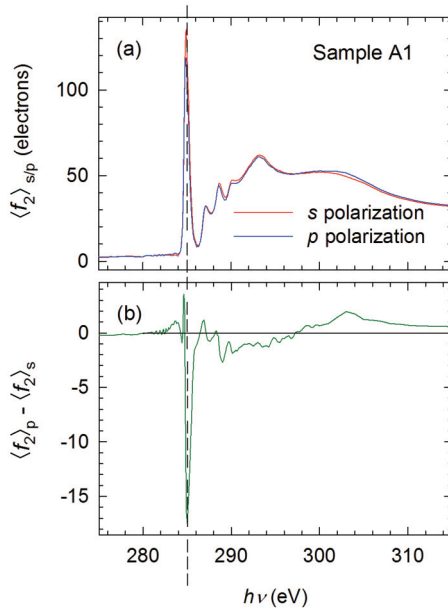 (a)
Sample A1
100
50
0
⟨f₂⟩ s/p (electrons)
s polarization
p polarization
(b)
0
-5
-10
-15
⟨f₂⟩p - ⟨f₂⟩s
280 290 300 310
hν (eV)